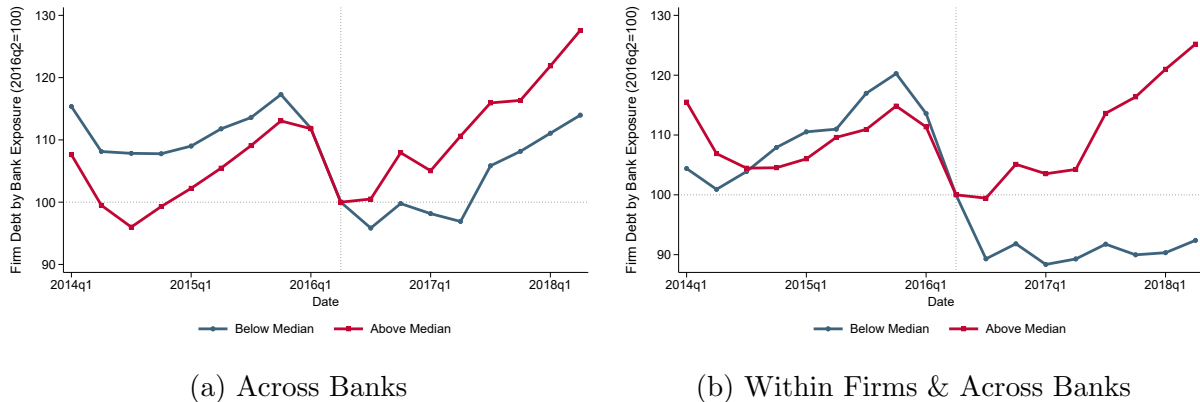 Firm Debt by Bank Exposure (2016q2=100)
130
120
110
100
90
2014q1 2015q1 2016q1 2017q1 2018q1
Date
Below Median Above Median
(a) Across Banks
Firm Debt by Bank Exposure (2016q2=100)
130
120
110
100
90
2014q1 2015q1 2016q1 2017q1 2018q1
Date
Below Median Above Median
(b) Within Firms & Across Banks